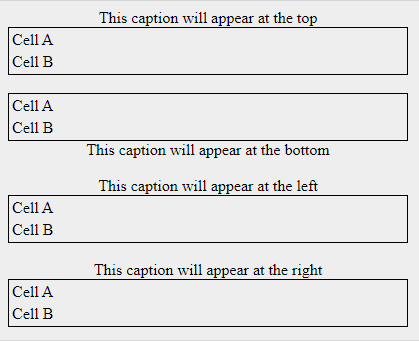 This caption will appear at the top
Cell A
Cell B
Cell A
Cell B
This caption will appear at the bottom
This caption will appear at the left
Cell A
Cell B
This caption will appear at the right
Cell A
Cell B